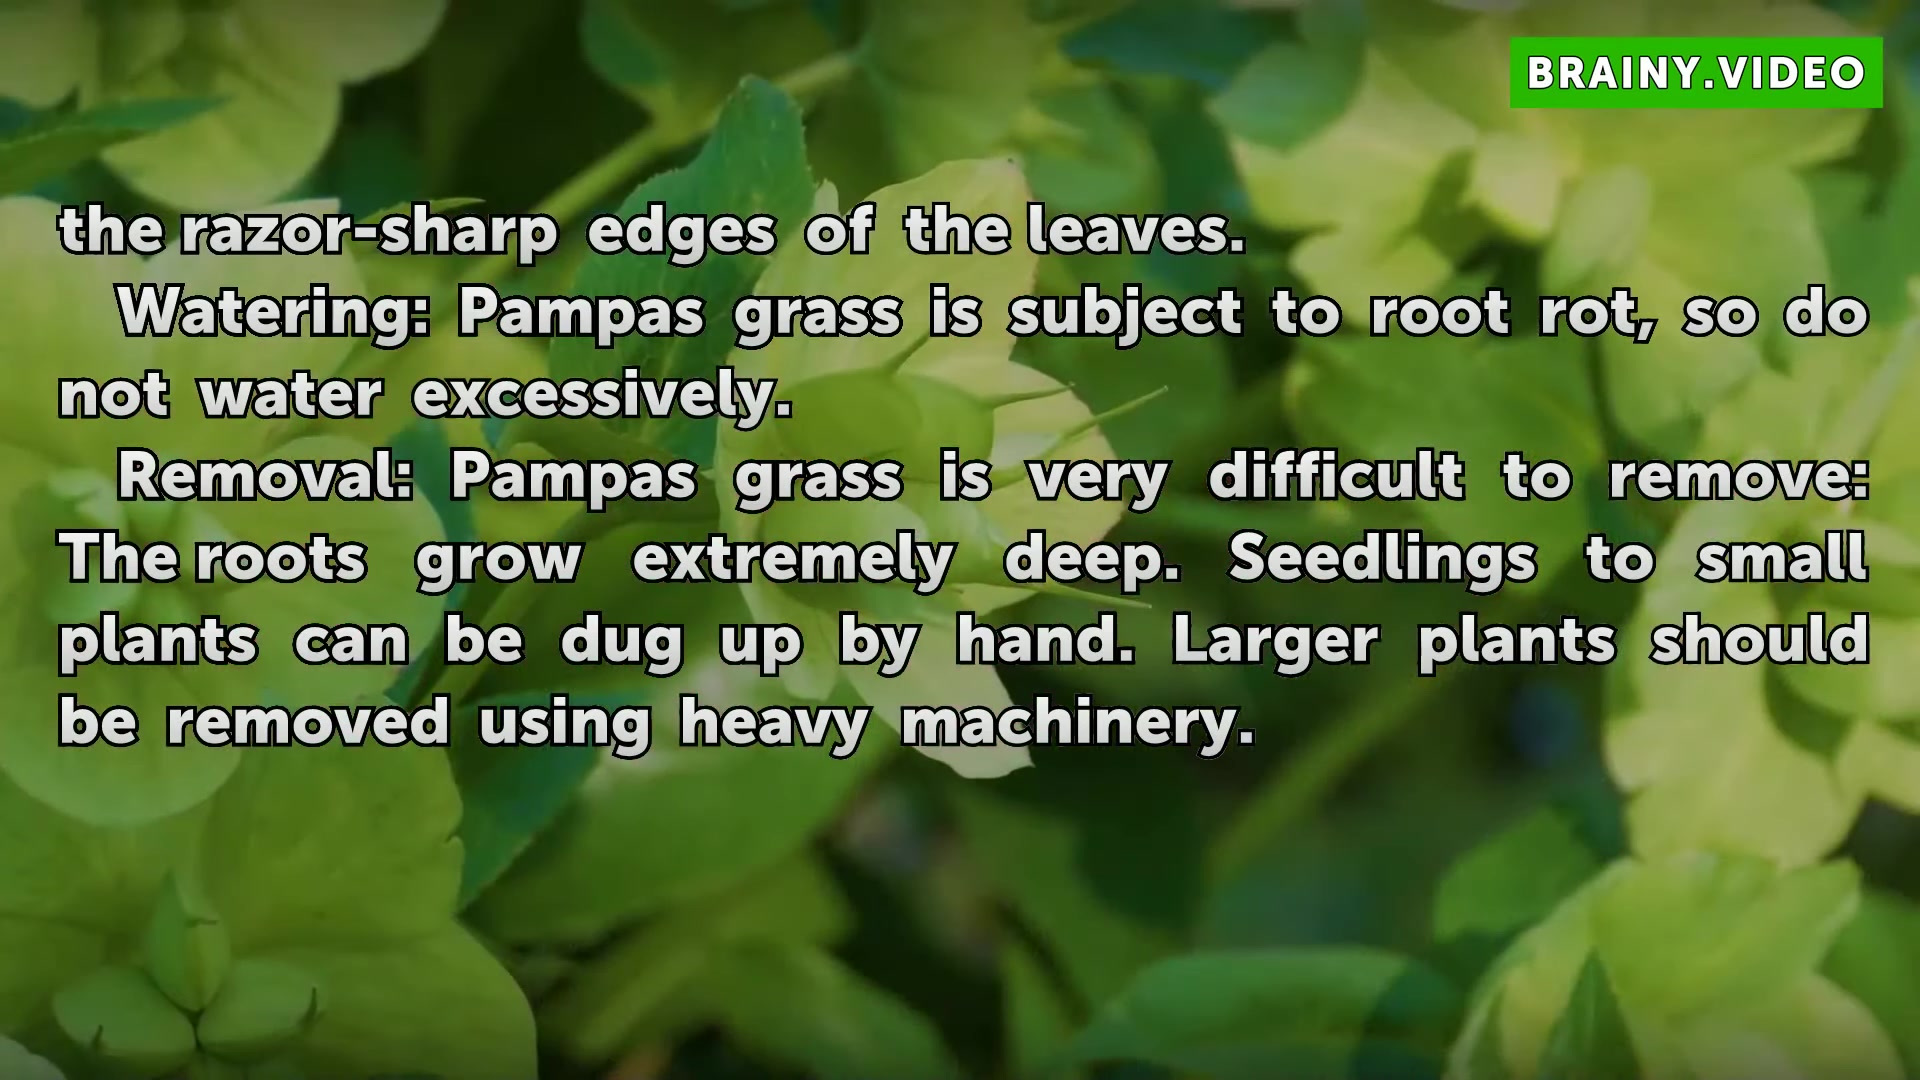 BRAINY.VIDEO
the razor-sharp edges of the leaves.
Watering: Pampas grass is subject to root rot, so do
not water excessively.
Removal: Pampas grass is very difficult to remove:
The roots grow extremely deep. Seedlings to small
plants can be dug up by hand. Larger plants should
be removed using heavy machinery.